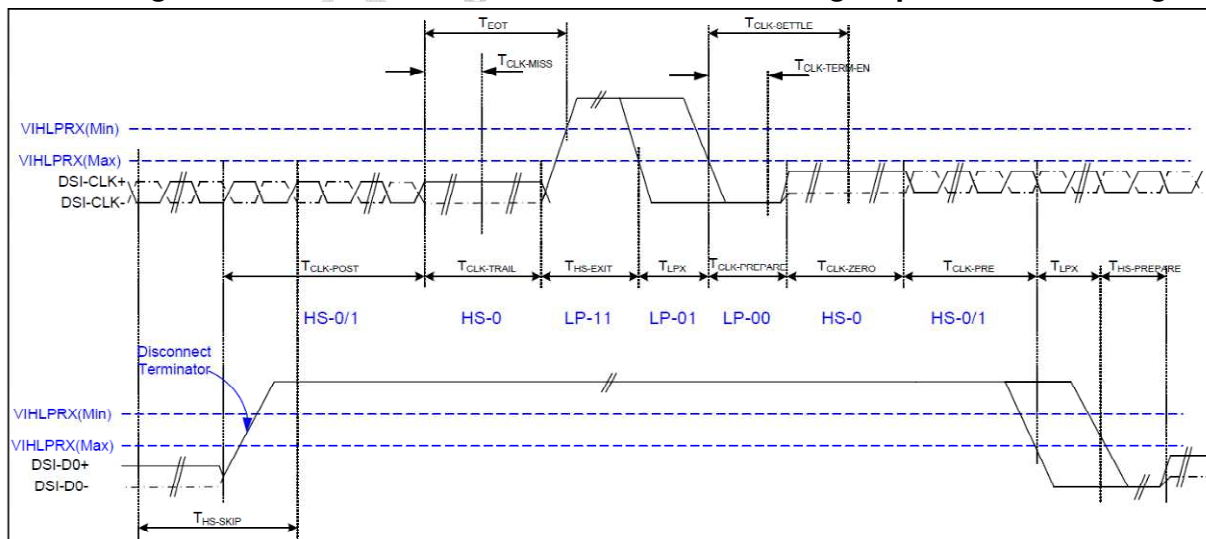 TEOT
TCLK-SETTLE
TCLK-MISS
TCLK-TERM-EN
VIHLPRX(Min)
VIHLPRX(Max)
DSI-CLK+
DSI-CLK-
TCLK-POST TCLK-TRAIL THS-EXIT TLPX TCLK-PREPARE TCLK-ZERO TCLK-PRE TLPX THS-PREPARE
HS-0/1 HS-0 LP-11 LP-01 LP-00 HS-0 HS-0/1
Disconnect
Terminator
VIHLPRX(Min)
VIHLPRX(Max)
DSI-D0+
DSI-D0-
THS-SKIP